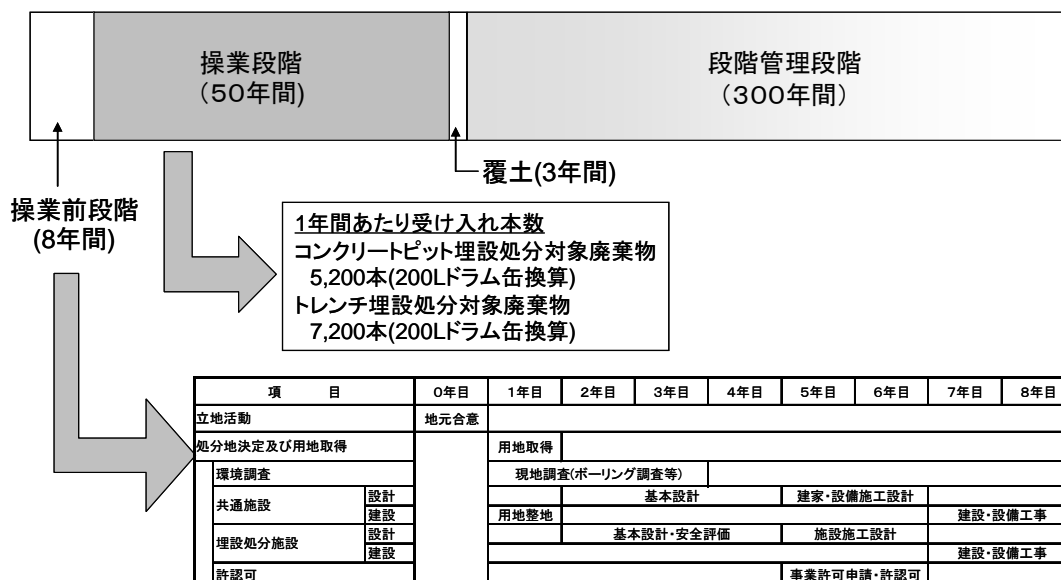 操業段階
（50年間)
段階管理段階
（300年間）
覆土(3年間)
操業前段階
(8年間)
1年間あたり受け入れ本数
コンクリートピット埋設処分対象廃棄物
5,200本(200Lドラム缶換算)
トレンチ埋設処分対象廃棄物
7,200本(200Lドラム缶換算)
項 目 0年目 1年目 2年目 3年目 4年目 5年目 6年目 7年目 8年目
立地活動 地元合意
処分地決定及び用地取得 用地取得
環境調査 現地調査(ボーリング調査等)
共通施設 設計 基本設計 建家・設備施工設計
建設 用地整地 建設・設備工事
埋設処分施設 設計 基本設計・安全評価 施設施工設計
建設 建設・設備工事
許認可 事業許可申請・許認可